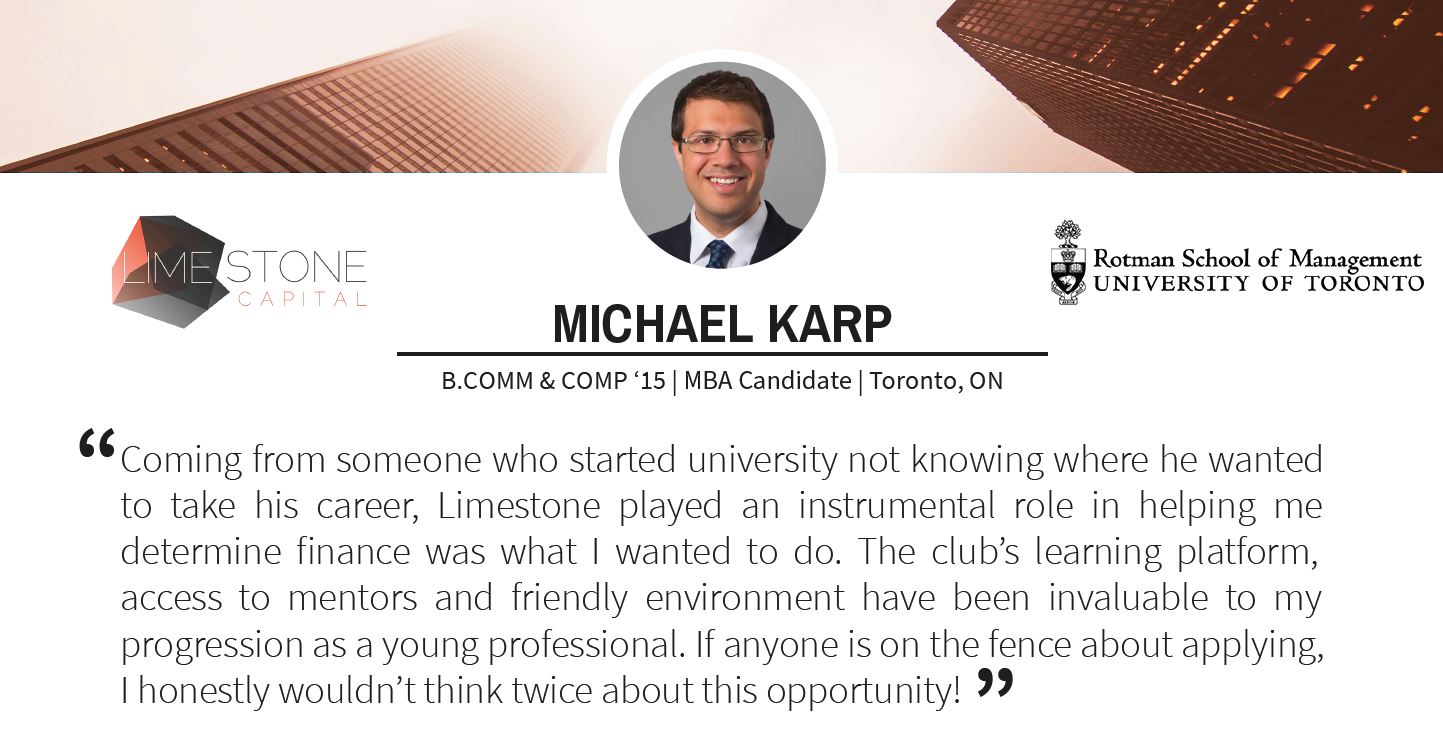 LIMESTONE
CAPITAL
Rotman School of Management
UNIVERSITY OF TORONTO
MICHAEL KARP
B.COMM & COMP ‘15 | MBA Candidate | Toronto, ON
“Coming from someone who started university not knowing where he wanted
to take his career, Limestone played an instrumental role in helping me
determine finance was what I wanted to do. The club’s learning platform,
access to mentors and friendly environment have been invaluable to my
progression as a young professional. If anyone is on the fence about applying,
I honestly wouldn’t think twice about this opportunity! ”